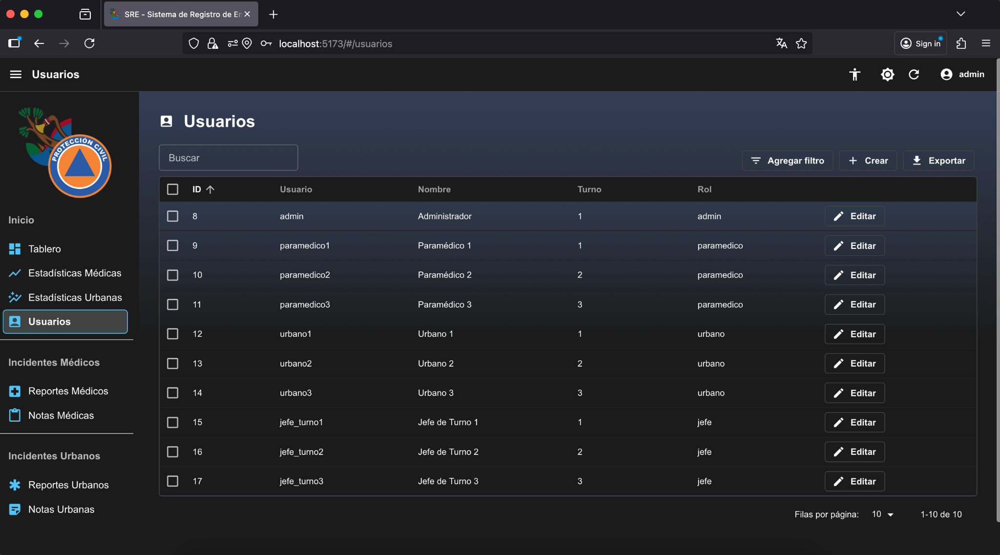 SRE - Sistema de Registro de En
localhost:5173/#/usuarios
Sign in
Usuarios
admin
PROTECCIÓN CIVIL
Inicio
Tablero
Estadísticas Médicas
Estadísticas Urbanas
Usuarios
Incidentes Médicos
Reportes Médicos
Notas Médicas
Incidentes Urbanos
Reportes Urbanos
Notas Urbanas
Usuarios
Buscar
Agregar filtro
Crear
Exportar
ID Usuario Nombre Turno Rol
8 admin Administrador 1 admin Editar
9 paramedico1 Paramédico 1 1 paramedico Editar
10 paramedico2 Paramédico 2 2 paramedico Editar
11 paramedico3 Paramédico 3 3 paramedico Editar
12 urbano1 Urbano 1 1 urbano Editar
13 urbano2 Urbano 2 2 urbano Editar
14 urbano3 Urbano 3 3 urbano Editar
15 jefe_turno1 Jefe de Turno 1 1 jefe Editar
16 jefe_turno2 Jefe de Turno 2 2 jefe Editar
17 jefe_turno3 Jefe de Turno 3 3 jefe Editar
Filas por página: 10 1-10 de 10